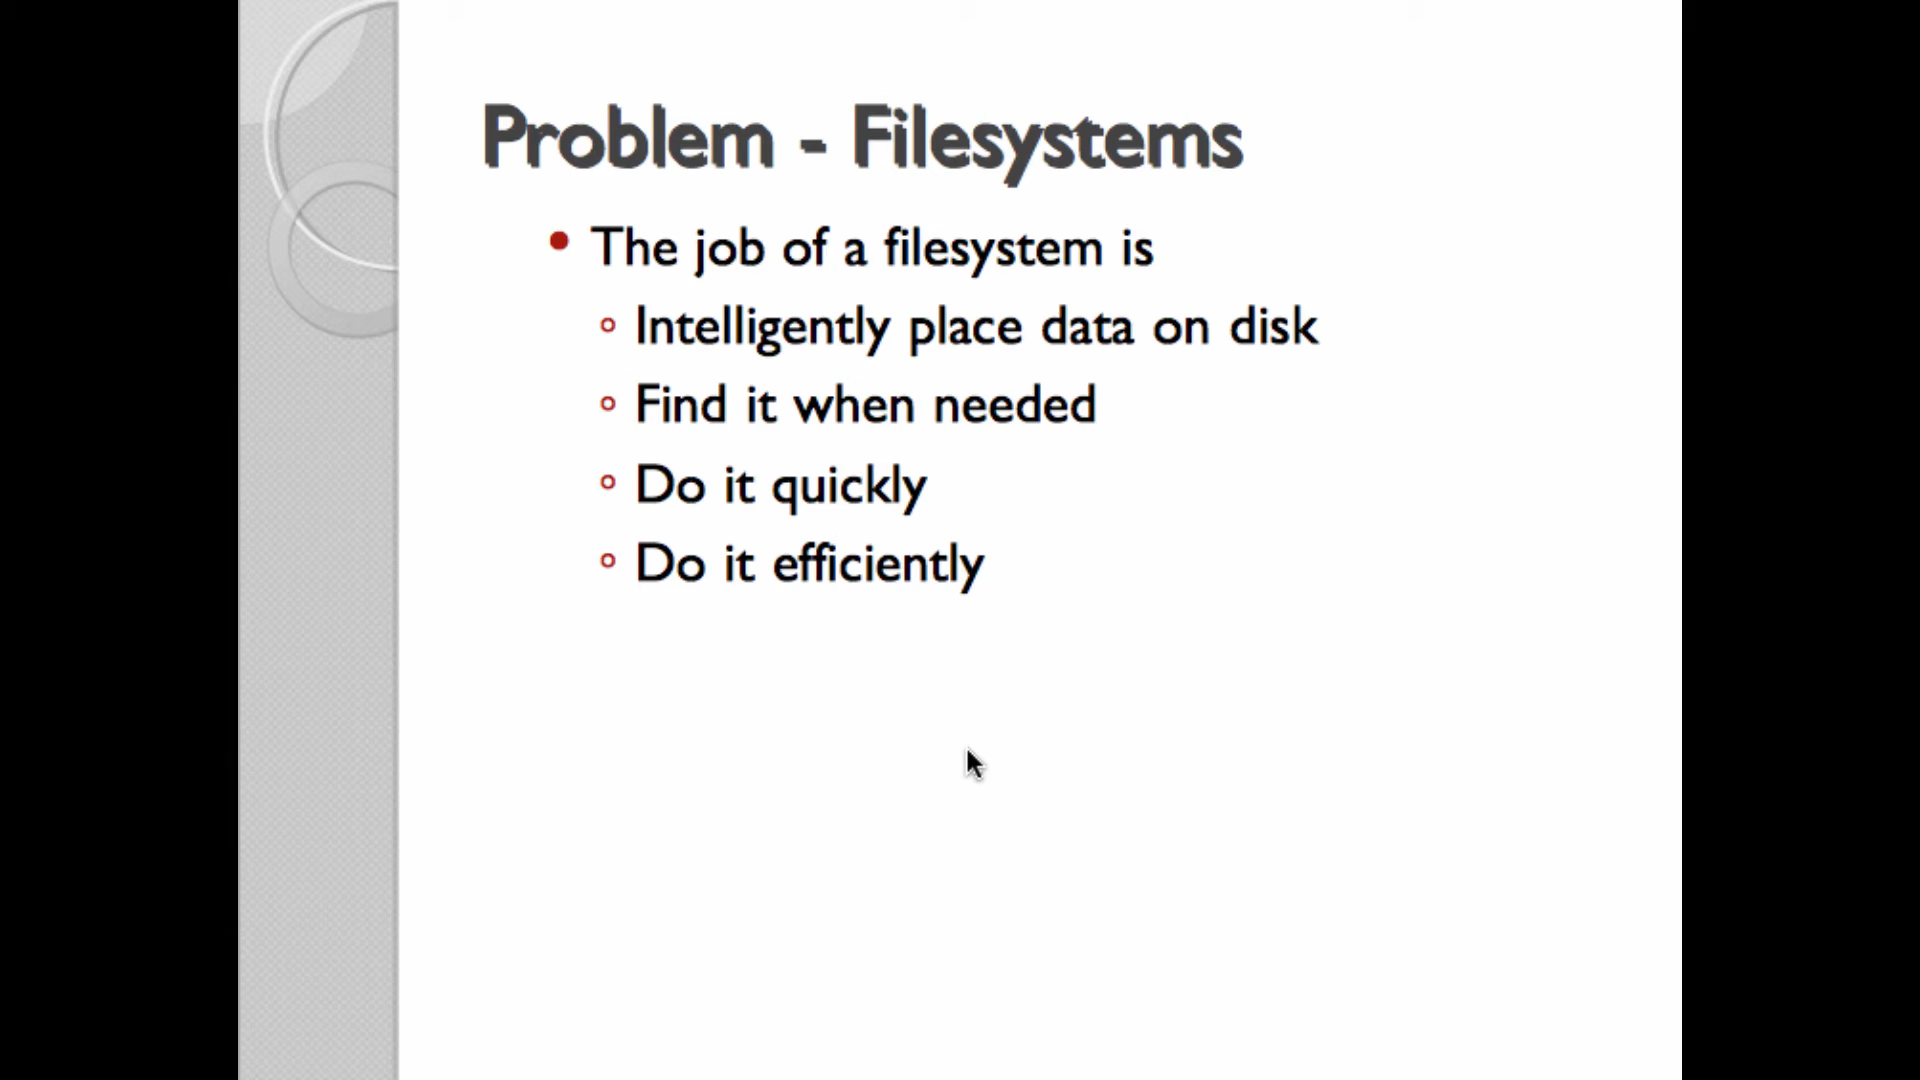 Problem - Filesystems
The job of a filesystem is
Intelligently place data on disk
Find it when needed
Do it quickly
Do it efficiently